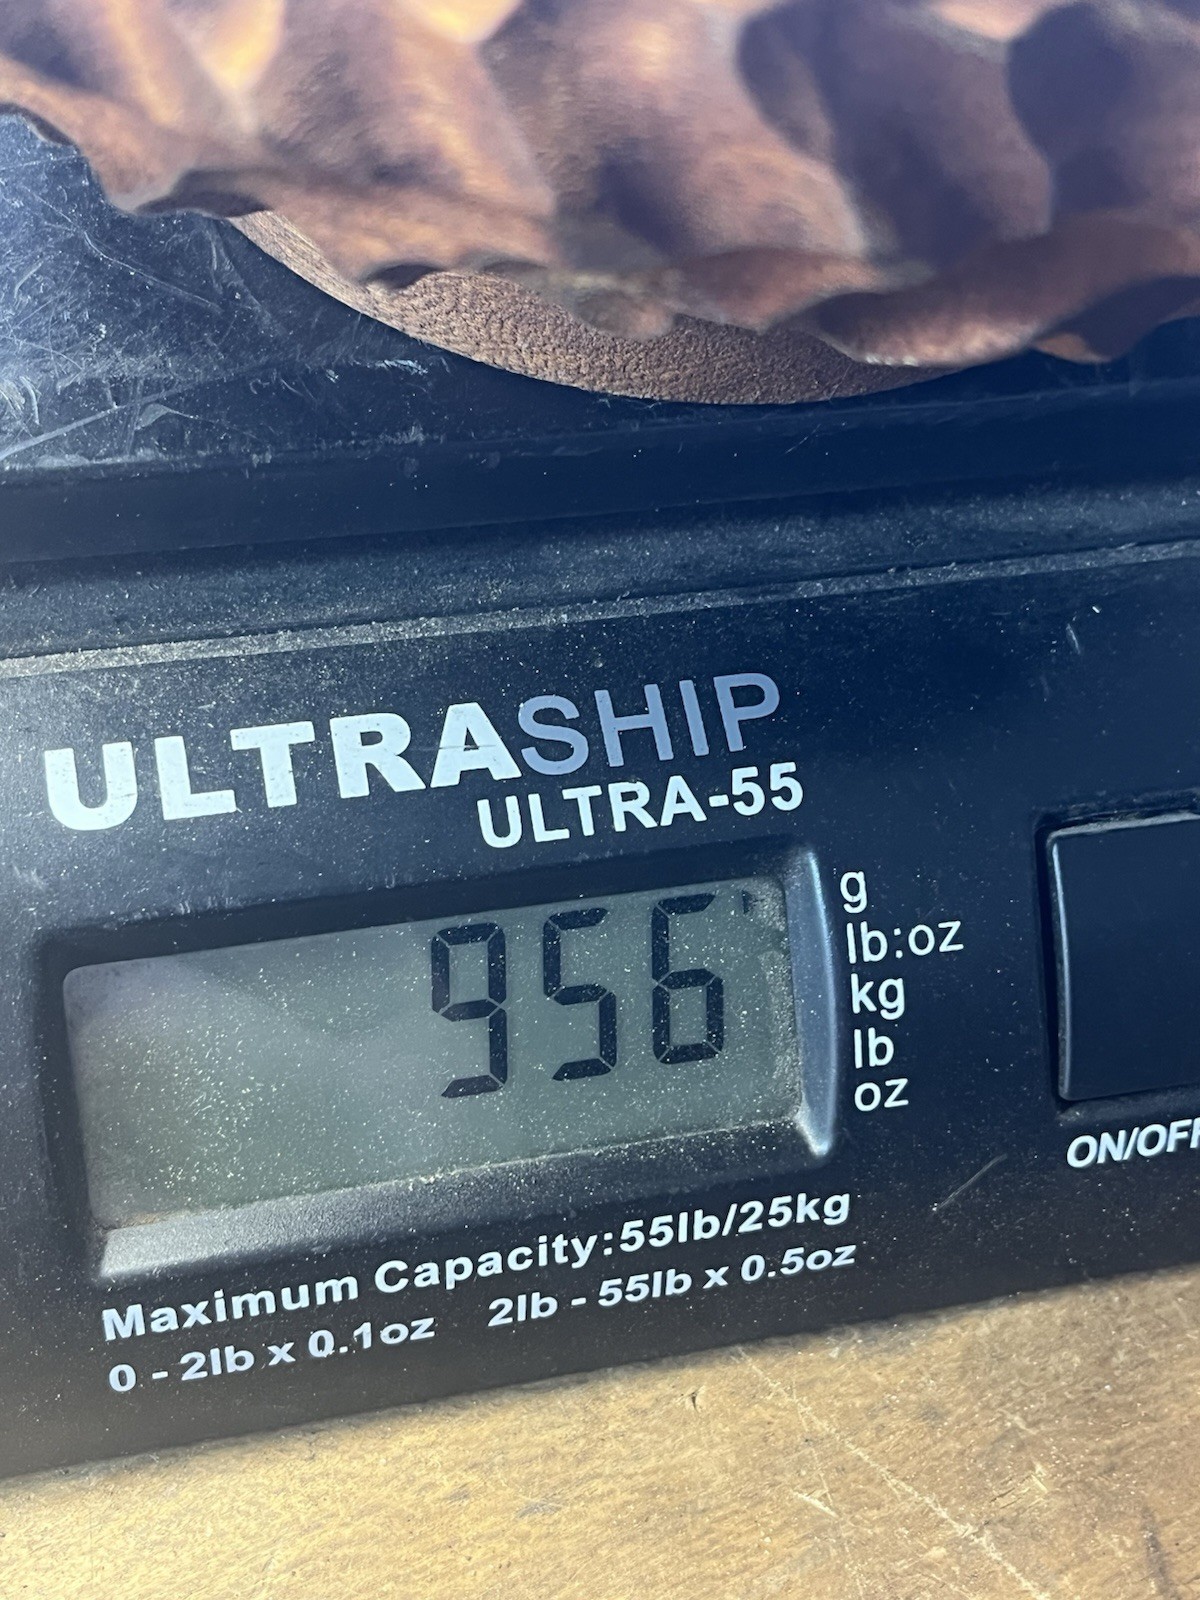 ULTRASHIP
ULTRA-55
956
g
lb:oz
kg
lb
oz
ON/OFF
Maximum Capacity:55lb/25kg
0 - 2lb x 0.1oz 2lb - 55lb x 0.5oz